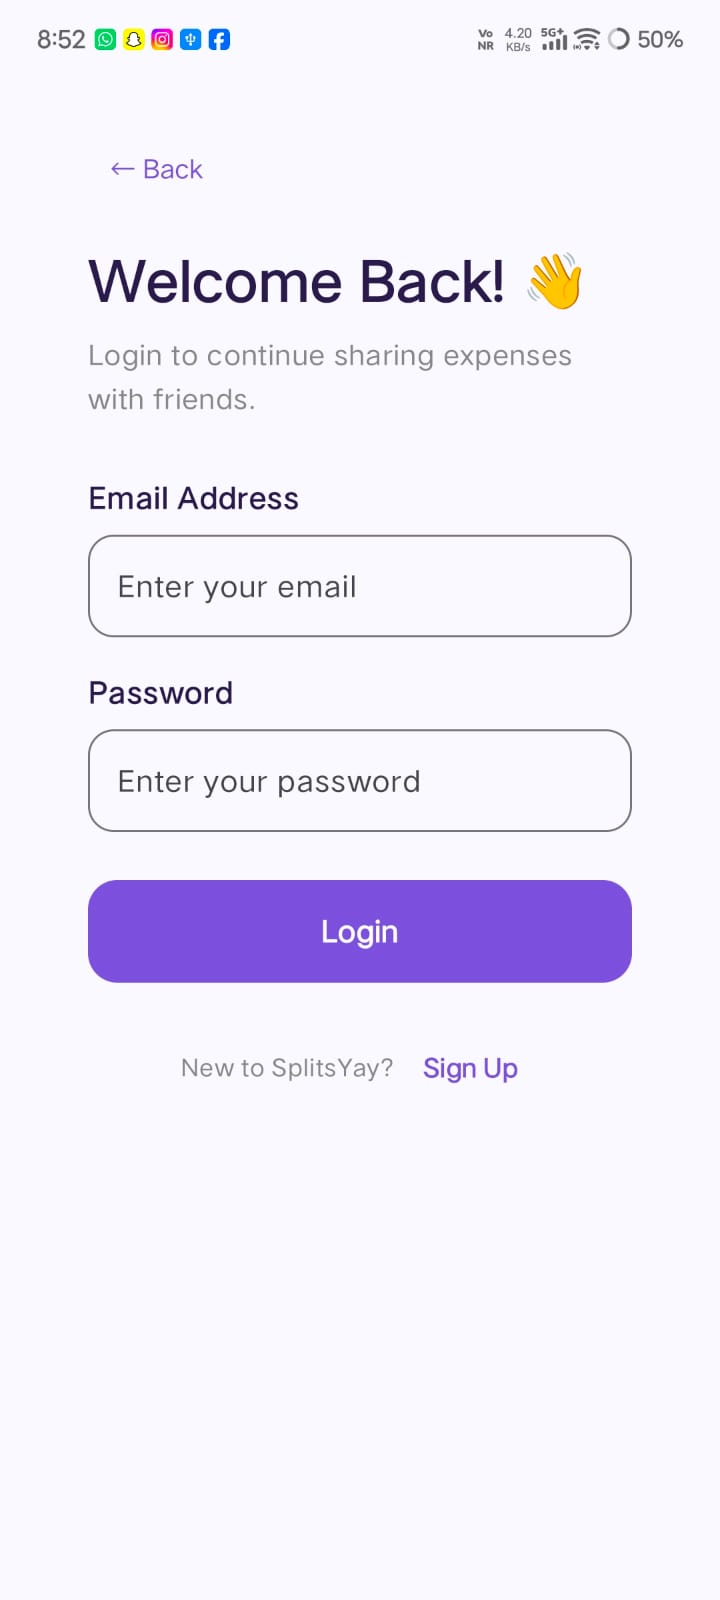 8:52 Vo NR 4.20 KB/s 5G+ 50%
← Back
Welcome Back! 👋
Login to continue sharing expenses
with friends.
Email Address
Enter your email
Password
Enter your password
Login
New to SplitsYay? Sign Up